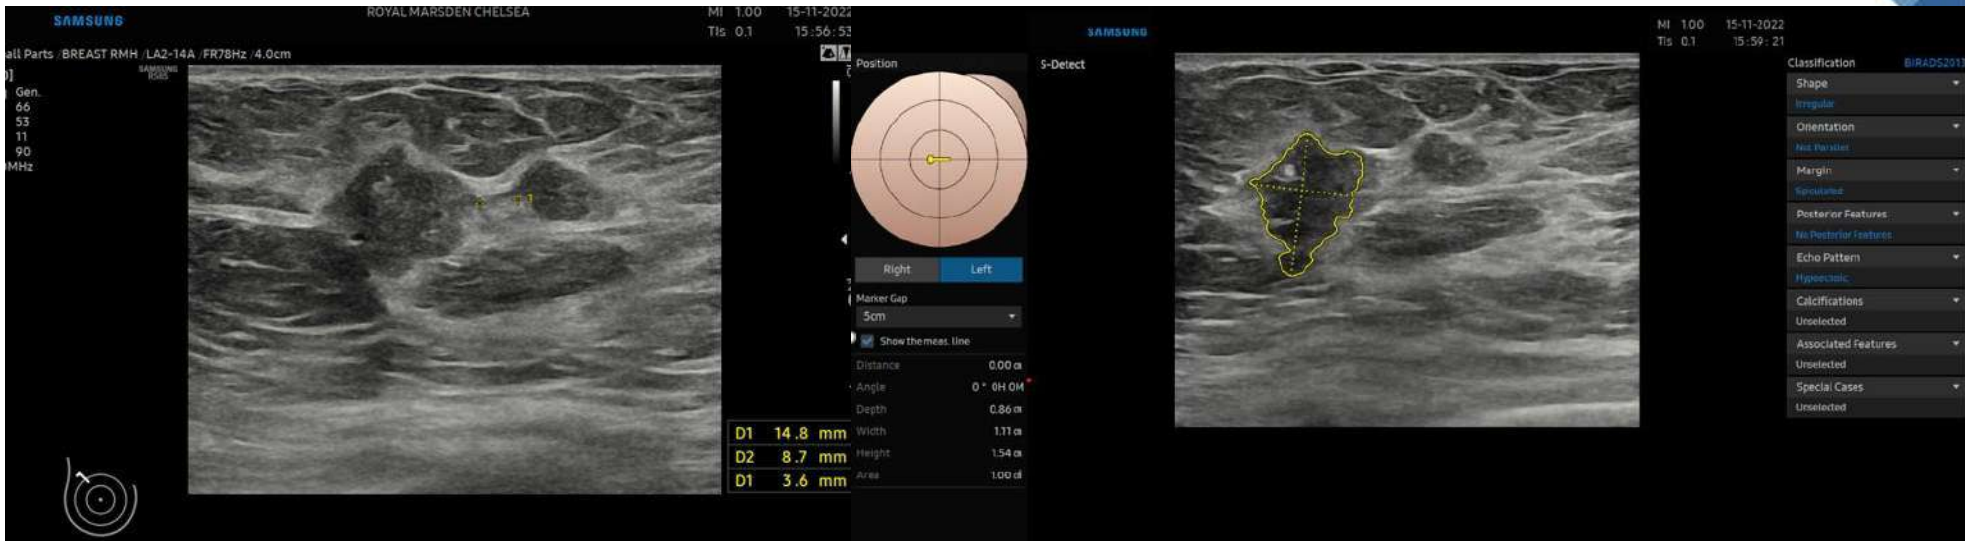 SAMSUNG
ROYAL MARSDEN CHELSEA
MI 1.00 15-11-2022
TIs 0.1 15:56:53
all Parts /BREAST RMH /LA2-14A /FR78Hz /4.0cm
SAMSUNG
RS85
Gen.
66
53
11
90
MHz
1
D1 14.8 mm
D2 8.7 mm
D1 3.6 mm
Position
Right Left
Marker Gap
5cm
Show the meas. line
Distance 0.00
Angle 0° 0H 0M
Depth 0.86
Width 1.11
Height 1.54
Area 1.00
SAMSUNG
MI 1.00 15-11-2022
TIs 0.1 15:59:21
S-Detect
Classification BIRADS2013
Shape
Irregular
Orientation
Not Parallel
Margin
Spiculated
Posterior Features
No Posterior Features
Echo Pattern
Hypoechoic
Calcifications
Unselected
Associated Features
Unselected
Special Cases
Unselected